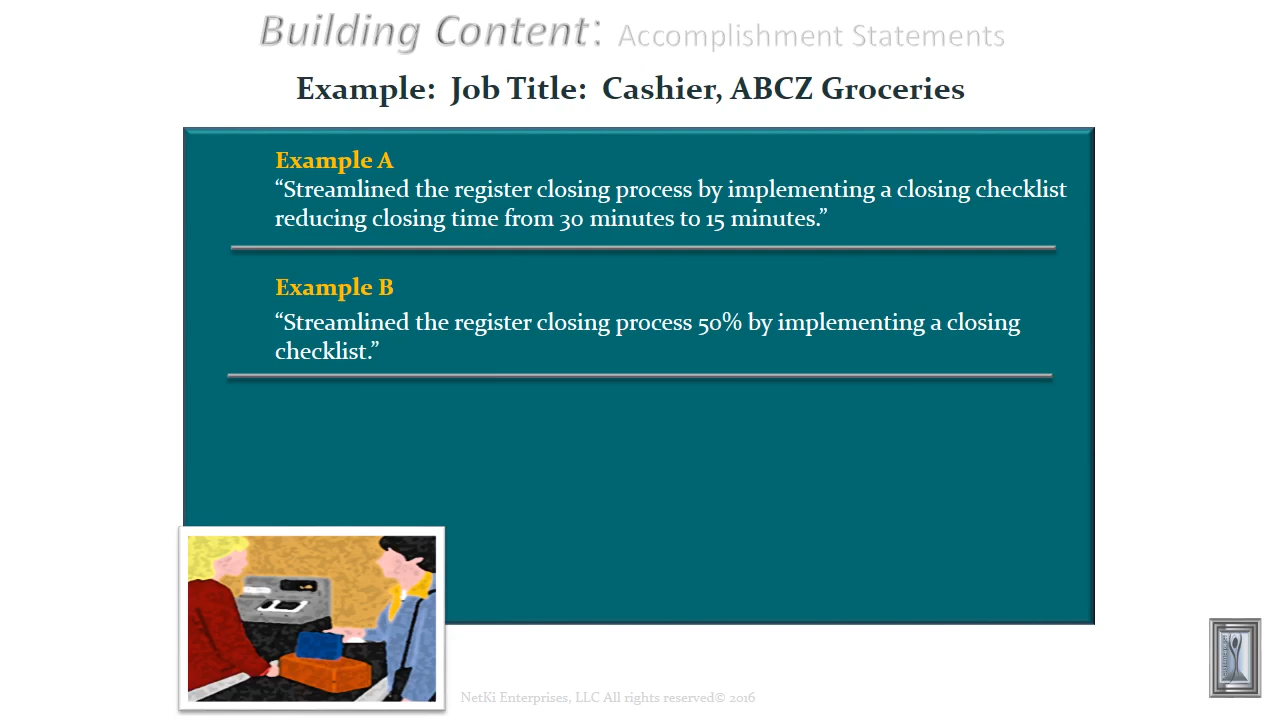 Building Content: Accomplishment Statements
Example: Job Title: Cashier, ABCZ Groceries
Example A
“Streamlined the register closing process by implementing a closing checklist
reducing closing time from 30 minutes to 15 minutes.”
Example B
“Streamlined the register closing process 50% by implementing a closing
checklist.”
NetKi Enterprises, LLC All rights reserved© 2016